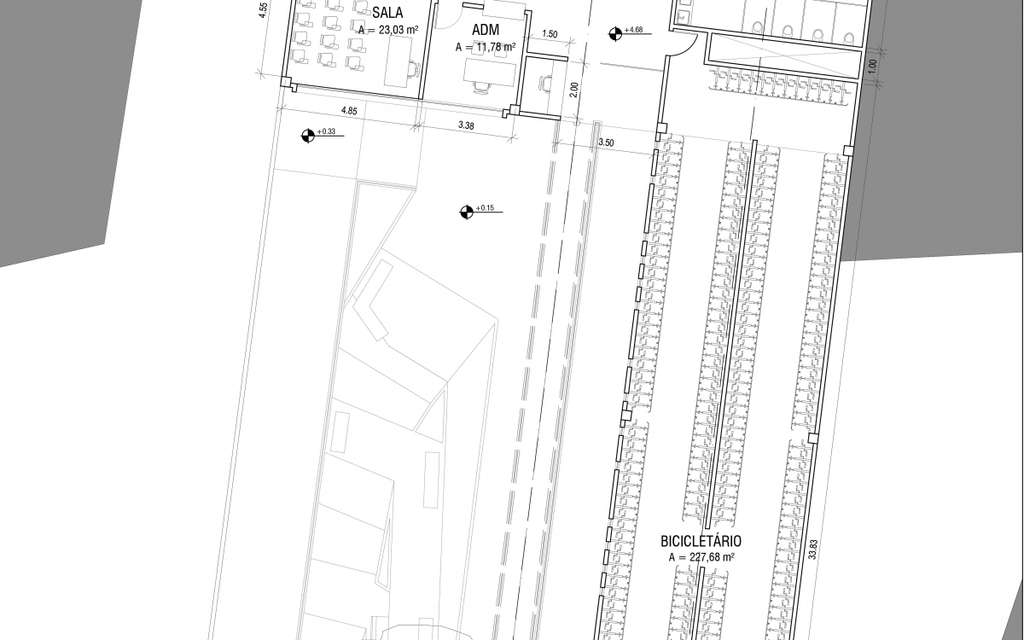 4.55
SALA
A = 23,03 m²
ADM
A = 11,78 m²
1.50
+4.68
1.00
2.00
4.85
3.38
+0.33
3.50
+0.15
BICICLETÁRIO
A = 227,68 m²
33.83